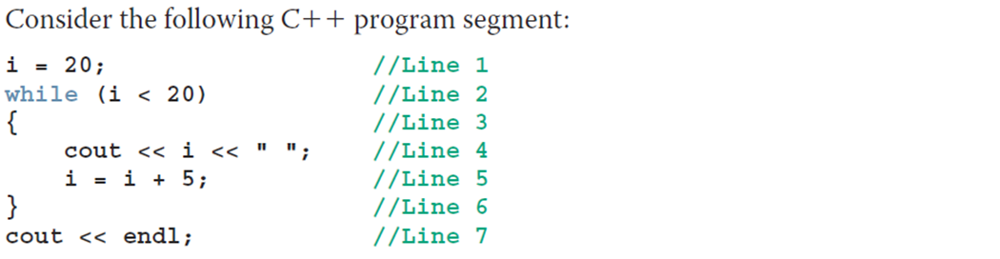 Consider the following C++ program segment:
i = 20; //Line 1
while (i < 20) //Line 2
{ //Line 3
cout << i << " "; //Line 4
i = i + 5; //Line 5
} //Line 6
cout << endl; //Line 7